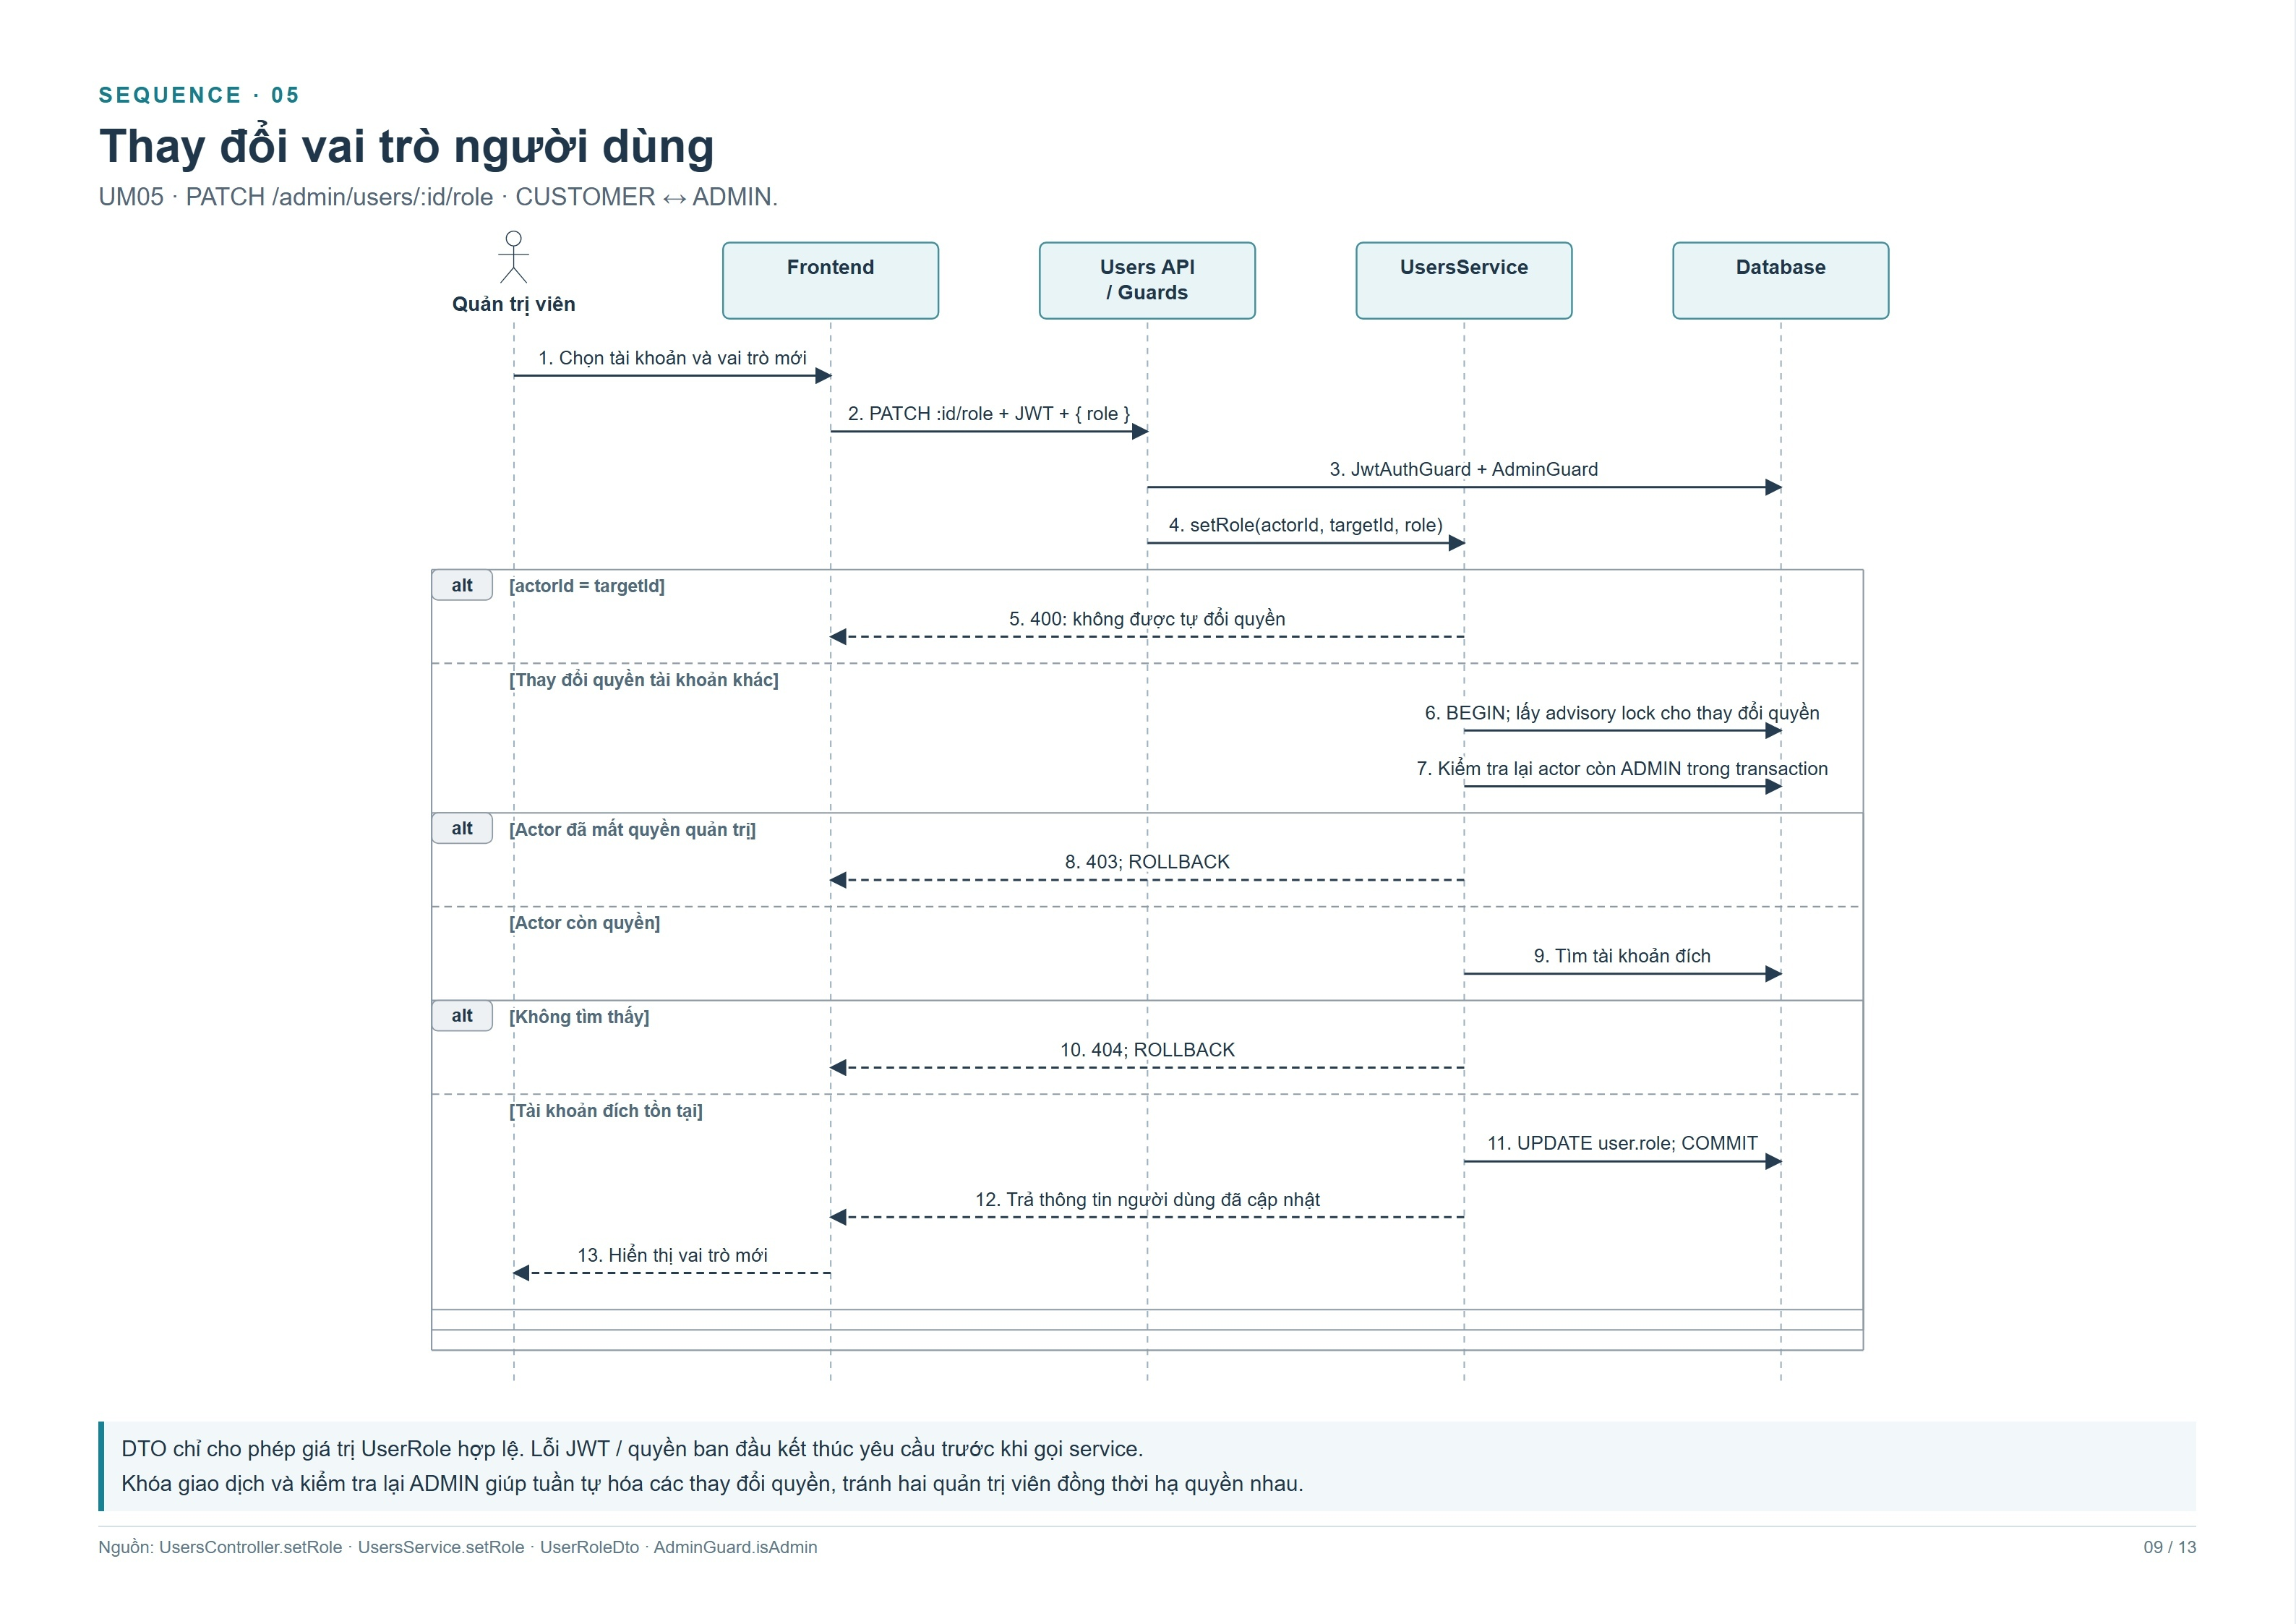 SEQUENCE · 05
Thay đổi vai trò người dùng
UM05 · PATCH /admin/users/:id/role · CUSTOMER ↔ ADMIN.
Quản trị viên
Frontend
Users API
/ Guards
UsersService
Database
1. Chọn tài khoản và vai trò mới
2. PATCH :id/role + JWT + { role }
3. JwtAuthGuard + AdminGuard
4. setRole(actorId, targetId, role)
alt [actorId = targetId]
5. 400: không được tự đổi quyền
[Thay đổi quyền tài khoản khác]
6. BEGIN; lấy advisory lock cho thay đổi quyền
7. Kiểm tra lại actor còn ADMIN trong transaction
alt [Actor đã mất quyền quản trị]
8. 403; ROLLBACK
[Actor còn quyền]
9. Tìm tài khoản đích
alt [Không tìm thấy]
10. 404; ROLLBACK
[Tài khoản đích tồn tại]
11. UPDATE user.role; COMMIT
12. Trả thông tin người dùng đã cập nhật
13. Hiển thị vai trò mới
DTO chỉ cho phép giá trị UserRole hợp lệ. Lỗi JWT / quyền ban đầu kết thúc yêu cầu trước khi gọi service.
Khóa giao dịch và kiểm tra lại ADMIN giúp tuần tự hóa các thay đổi quyền, tránh hai quản trị viên đồng thời hạ quyền nhau.
Nguồn: UsersController.setRole · UsersService.setRole · UserRoleDto · AdminGuard.isAdmin
09 / 13